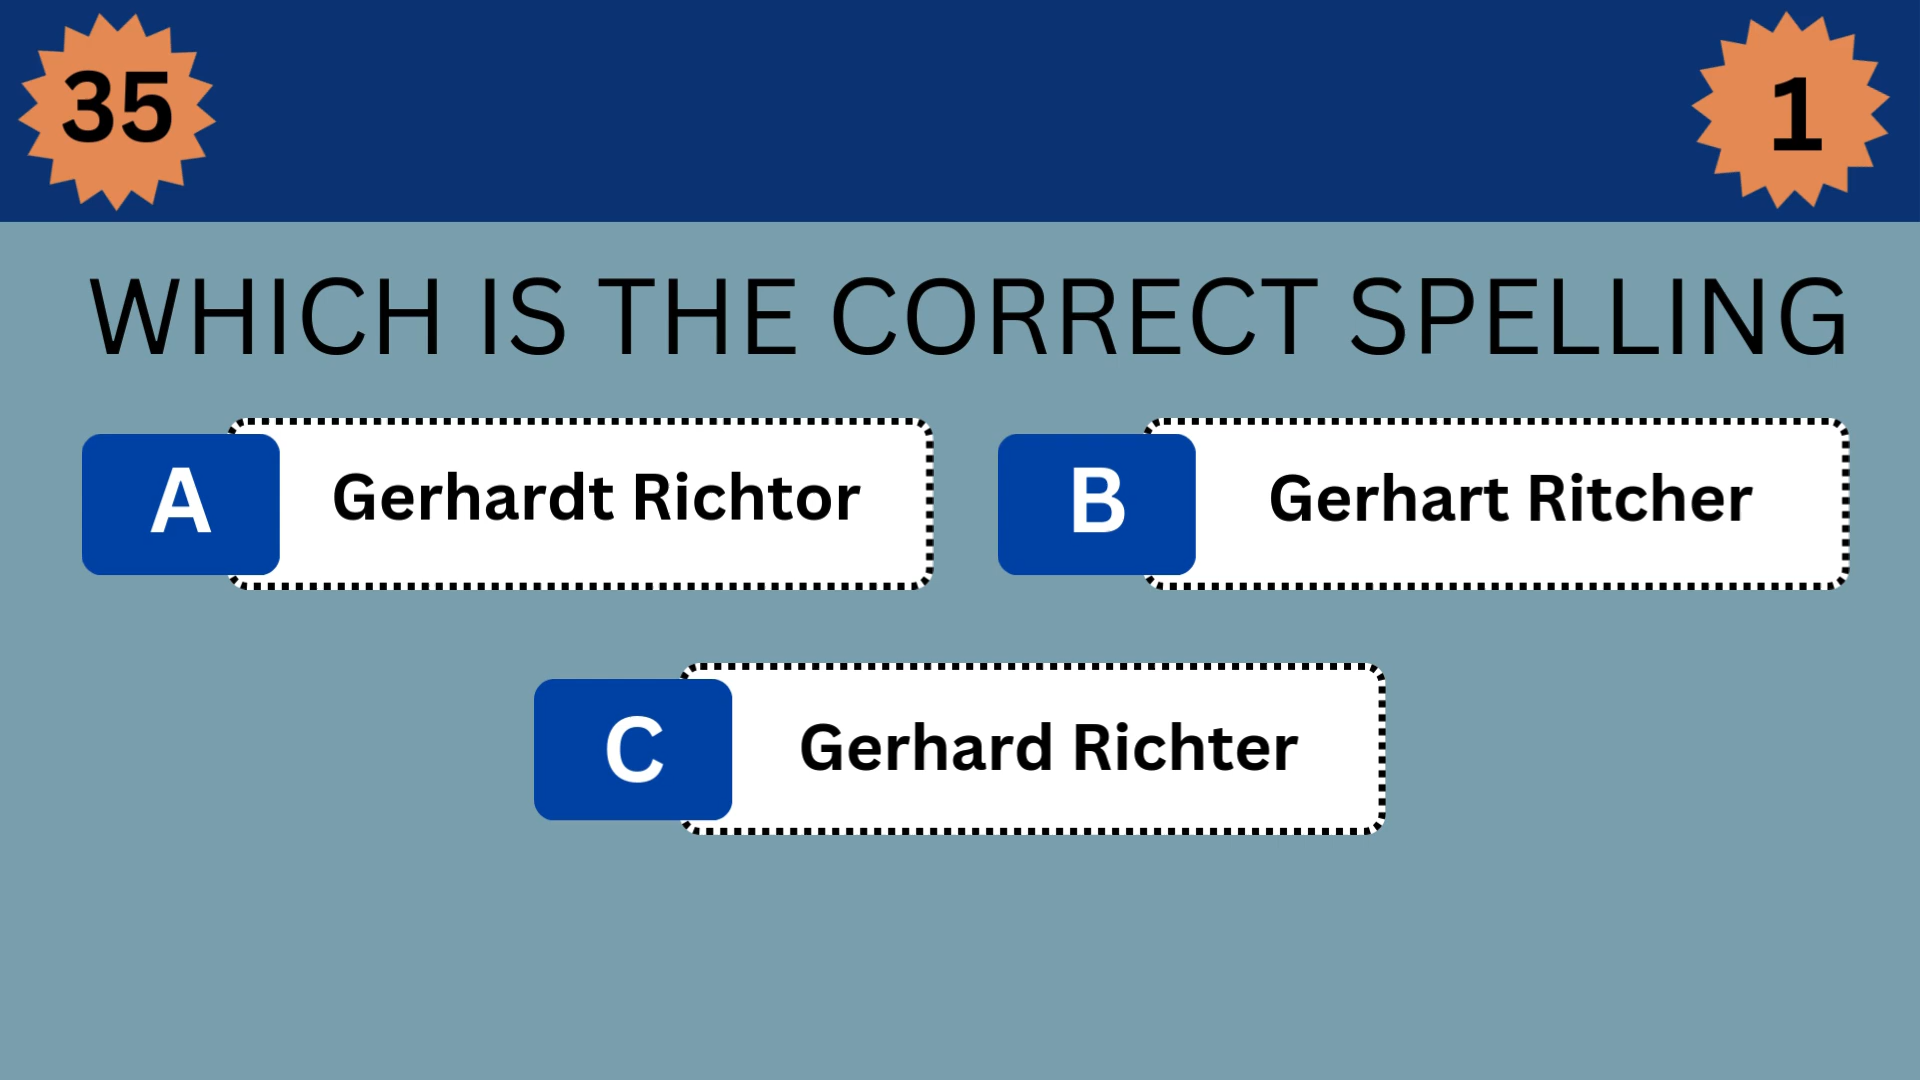 35
1
WHICH IS THE CORRECT SPELLING
A
Gerhardt Richtor
B
Gerhart Ritcher
C
Gerhard Richter